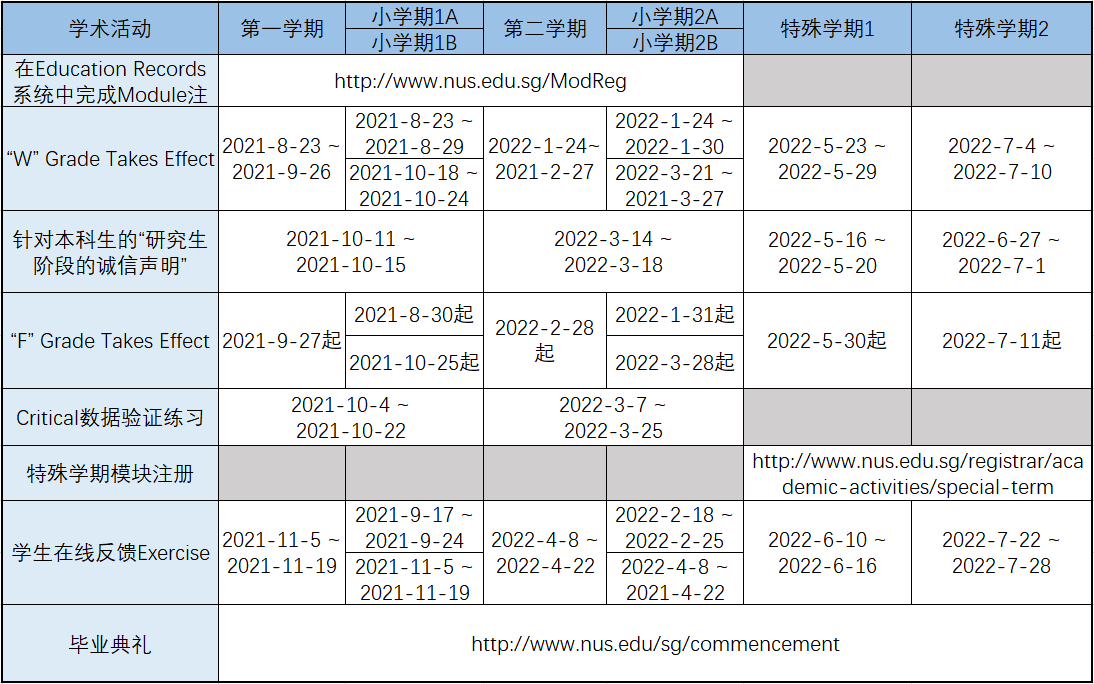 学术活动
第一学期
小学期1A
小学期1B
第二学期
小学期2A
小学期2B
特殊学期1
特殊学期2
在Education Records
系统中完成Module注
http://www.nus.edu.sg/ModReg
“W” Grade Takes Effect
2021-8-23 ~
2021-9-26
2021-8-23 ~
2021-8-29
2021-10-18 ~
2021-10-24
2022-1-24~
2021-2-27
2022-1-24 ~
2022-1-30
2022-3-21 ~
2021-3-27
2022-5-23 ~
2022-5-29
2022-7-4 ~
2022-7-10
针对本科生的“研究生
阶段的诚信声明”
2021-10-11 ~
2021-10-15
2022-3-14 ~
2022-3-18
2022-5-16 ~
2022-5-20
2022-6-27 ~
2022-7-1
“F” Grade Takes Effect
2021-9-27起
2021-8-30起
2021-10-25起
2022-2-28
起
2022-1-31起
2022-3-28起
2022-5-30起
2022-7-11起
Critical数据验证练习
2021-10-4 ~
2021-10-22
2022-3-7 ~
2022-3-25
特殊学期模块注册
http://www.nus.edu.sg/registrar/aca
demic-activities/special-term
学生在线反馈Exercise
2021-11-5 ~
2021-11-19
2021-9-17 ~
2021-9-24
2021-11-5 ~
2021-11-19
2022-4-8 ~
2022-4-22
2022-2-18 ~
2022-2-25
2022-4-8 ~
2021-4-22
2022-6-10 ~
2022-6-16
2022-7-22 ~
2022-7-28
毕业典礼
http://www.nus.edu/sg/commencement